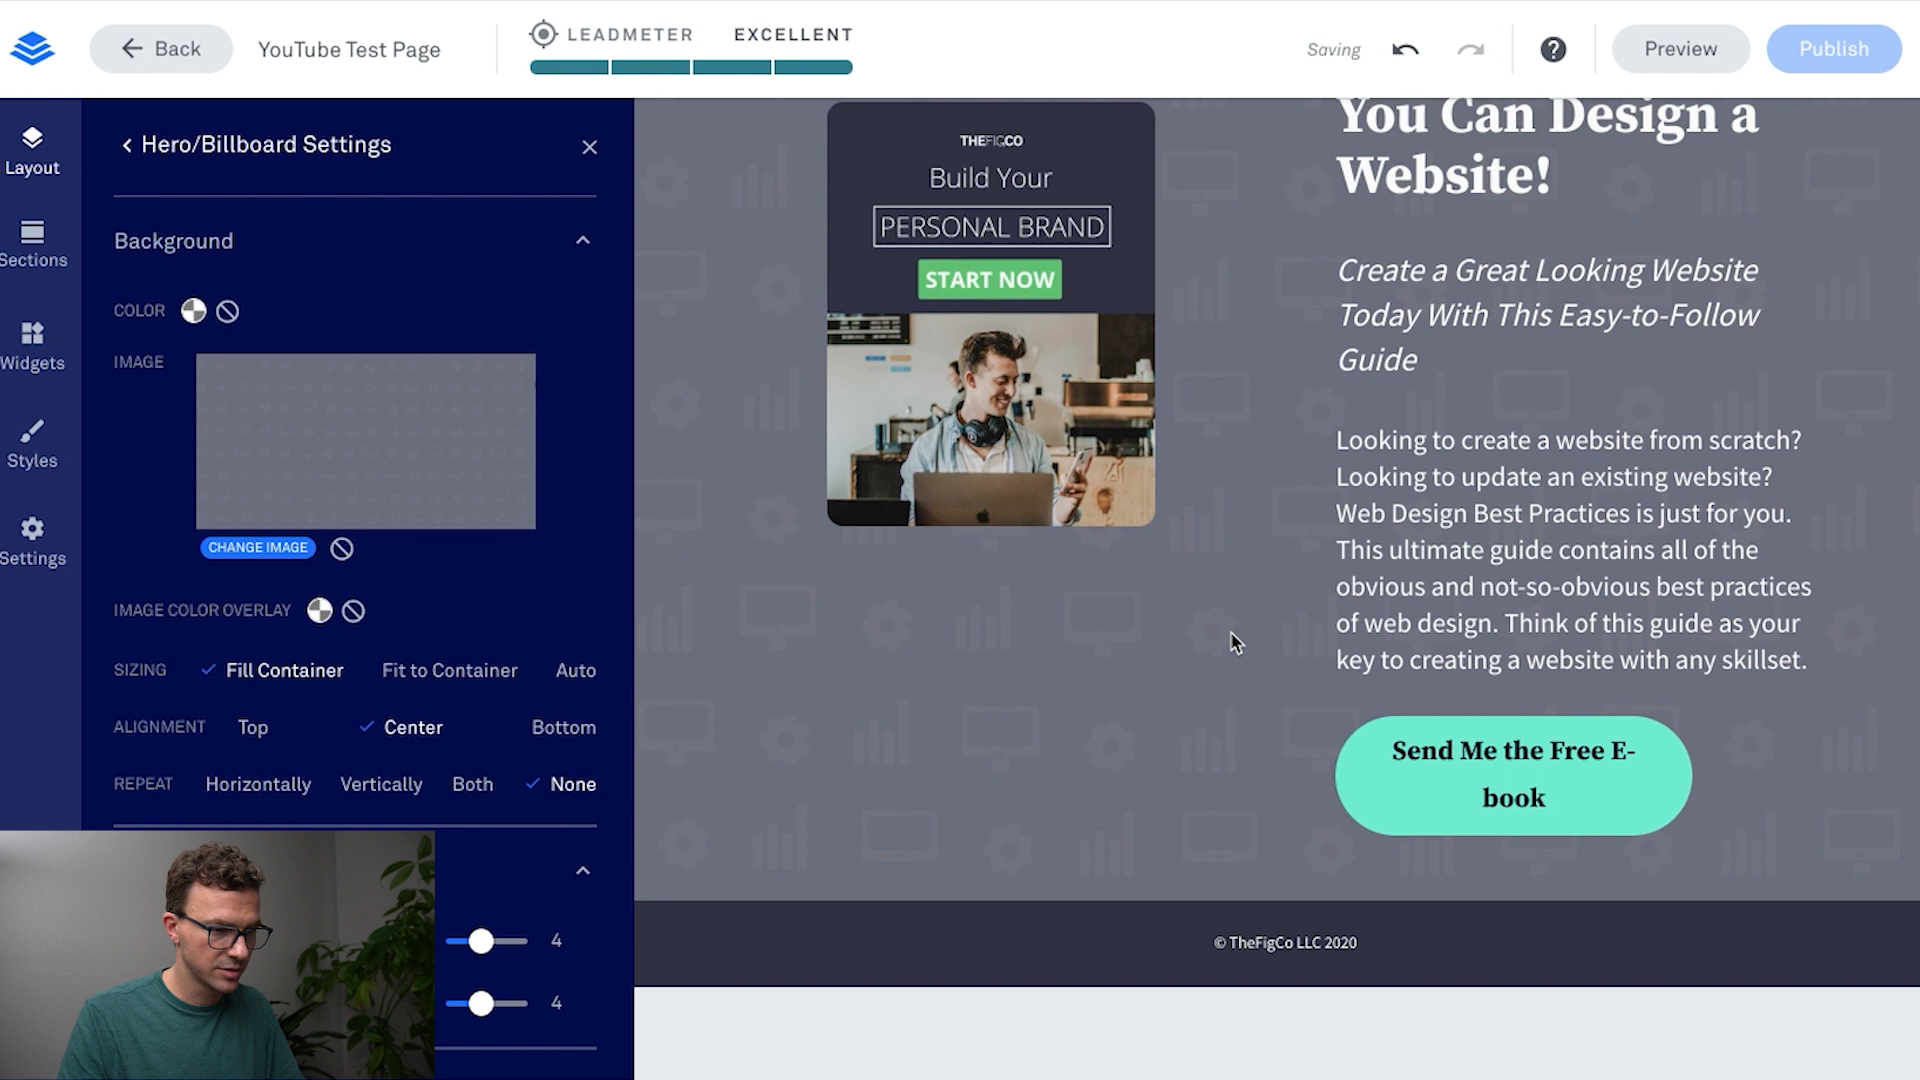 Back
YouTube Test Page
LEADMETER EXCELLENT
Saving
Preview
Publish
Layout
Sections
Widgets
Styles
Settings
Hero/Billboard Settings
Background
COLOR
IMAGE
CHANGE IMAGE
IMAGE COLOR OVERLAY
SIZING Fill Container Fit to Container Auto
ALIGNMENT Top Center Bottom
REPEAT Horizontally Vertically Both None
4
4
THEFIGCO
Build Your
PERSONAL BRAND
START NOW
You Can Design a
Website!
Create a Great Looking Website
Today With This Easy-to-Follow
Guide
Looking to create a website from scratch?
Looking to update an existing website?
Web Design Best Practices is just for you.
This ultimate guide contains all of the
obvious and not-so-obvious best practices
of web design. Think of this guide as your
key to creating a website with any skillset.
Send Me the Free E-
book
© TheFigCo LLC 2020